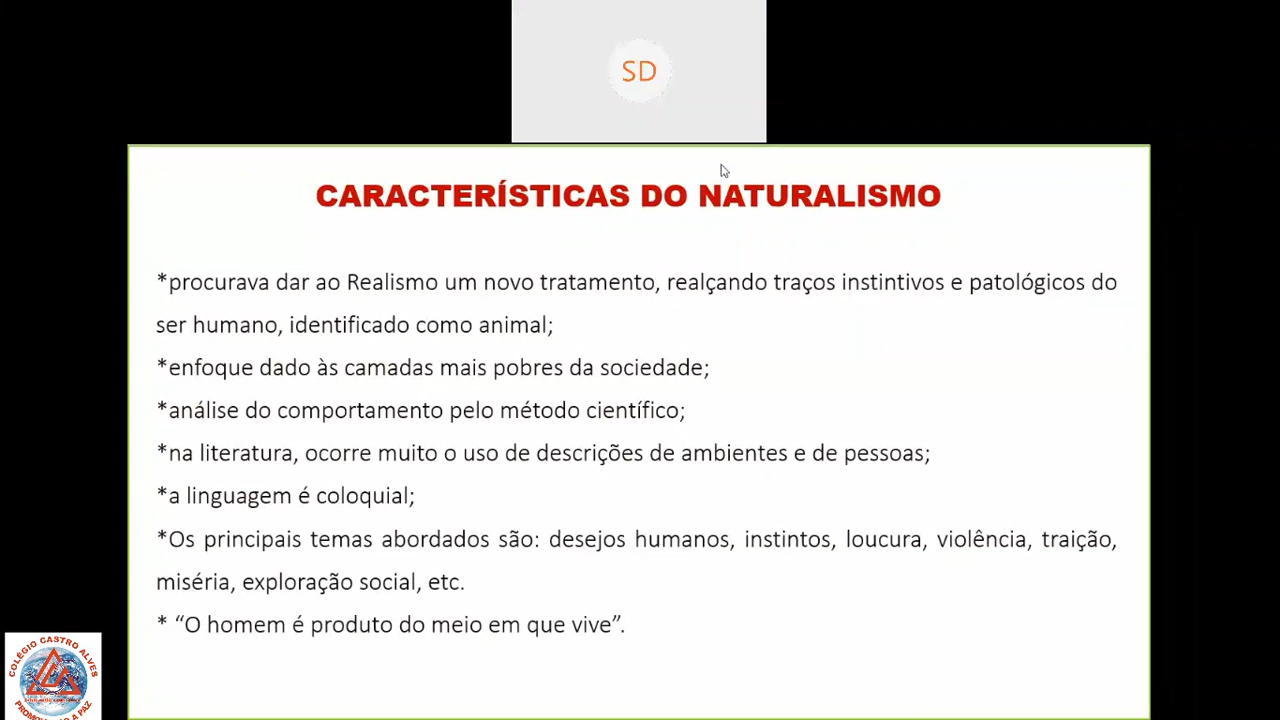 SD
CARACTERÍSTICAS DO NATURALISMO
*procurava dar ao Realismo um novo tratamento, realçando traços instintivos e patológicos do
ser humano, identificado como animal;
*enfoque dado às camadas mais pobres da sociedade;
*análise do comportamento pelo método científico;
*na literatura, ocorre muito o uso de descrições de ambientes e de pessoas;
*a linguagem é coloquial;
*Os principais temas abordados são: desejos humanos, instintos, loucura, violência, traição,
miséria, exploração social, etc.
* “O homem é produto do meio em que vive”.
COLÉGIO CASTRO ALVES
A PAZ